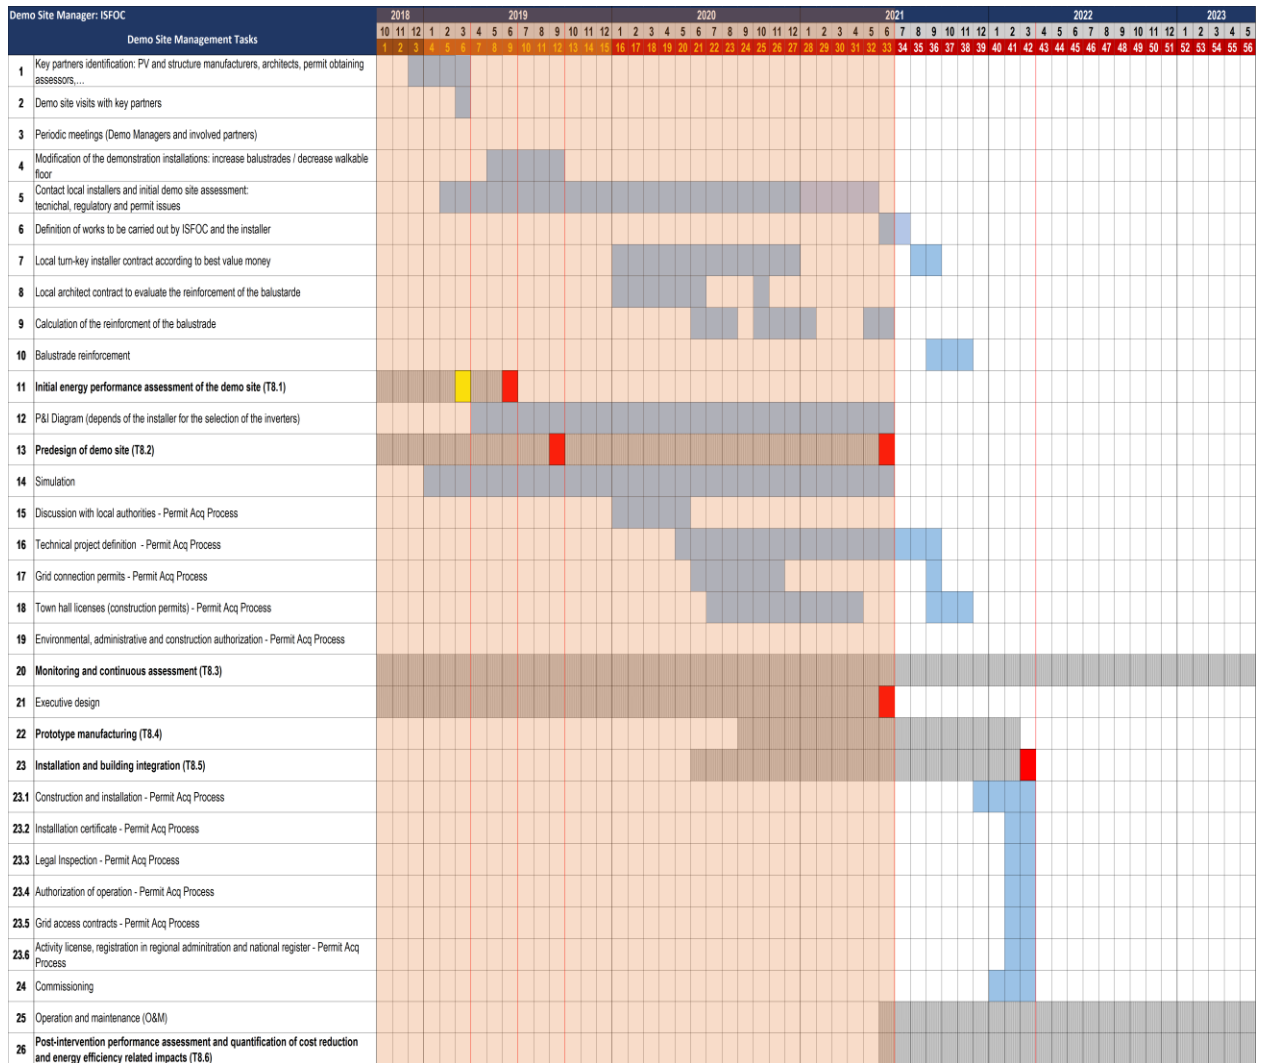 Demo Site Manager: ISFOC 2018 2019 2020 2021 2022 2023
10 11 12 1 2 3 4 5 6 7 8 9 10 11 12 1 2 3 4 5 6 7 8 9 10 11 12 1 2 3 4 5 6 7 8 9 10 11 12 1 2 3 4 5 6 7 8 9 10 11 12 1 2 3 4 5
Demo Site Management Tasks
1 2 3 4 5 6 7 8 9 10 11 12 13 14 15 16 17 18 19 20 21 22 23 24 25 26 27 28 29 30 31 32 33 34 35 36 37 38 39 40 41 42 43 44 45 46 47 48 49 50 51 52 53 54 55 56
1 Key partners identification: PV and structure manufacturers, architects, permit obtaining
assessors,...
2 Demo site visits with key partners
3 Periodic meetings (Demo Managers and involved partners)
4 Modification of the demonstration installations: increase balustrades / decrease walkable
floor
5 Contact local installers and initial demo site assessment:
tecnichal, regulatory and permit issues
6 Definition of works to be carried out by ISFOC and the installer
7 Local turn-key installer contract according to best value money
8 Local architect contract to evaluate the reinforcement of the balustarde
9 Calculation of the reinforcment of the balustrade
10 Balustrade reinforcement
11 Initial energy performance assessment of the demo site (T8.1)
12 P&I Diagram (depends of the installer for the selection of the inverters)
13 Predesign of demo site (T8.2)
14 Simulation
15 Discussion with local authorities - Permit Acq Process
16 Technical project definition - Permit Acq Process
17 Grid connection permits - Permit Acq Process
18 Town hall licenses (construction permits) - Permit Acq Process
19 Environmental, administrative and construction authorization - Permit Acq Process
20 Monitoring and continuous assessment (T8.3)
21 Executive design
22 Prototype manufacturing (T8.4)
23 Installation and building integration (T8.5)
23.1 Construction and installation - Permit Acq Process
23.2 Installlation certificate - Permit Acq Process
23.3 Legal Inspection - Permit Acq Process
23.4 Authorization of operation - Permit Acq Process
23.5 Grid access contracts - Permit Acq Process
23.6 Activity license, registration in regional adminitration and national register - Permit Acq
Process
24 Commissioning
25 Operation and maintenance (O&M)
26 Post-intervention performance assessment and quantification of cost reduction
and energy efficiency related impacts (T8.6)